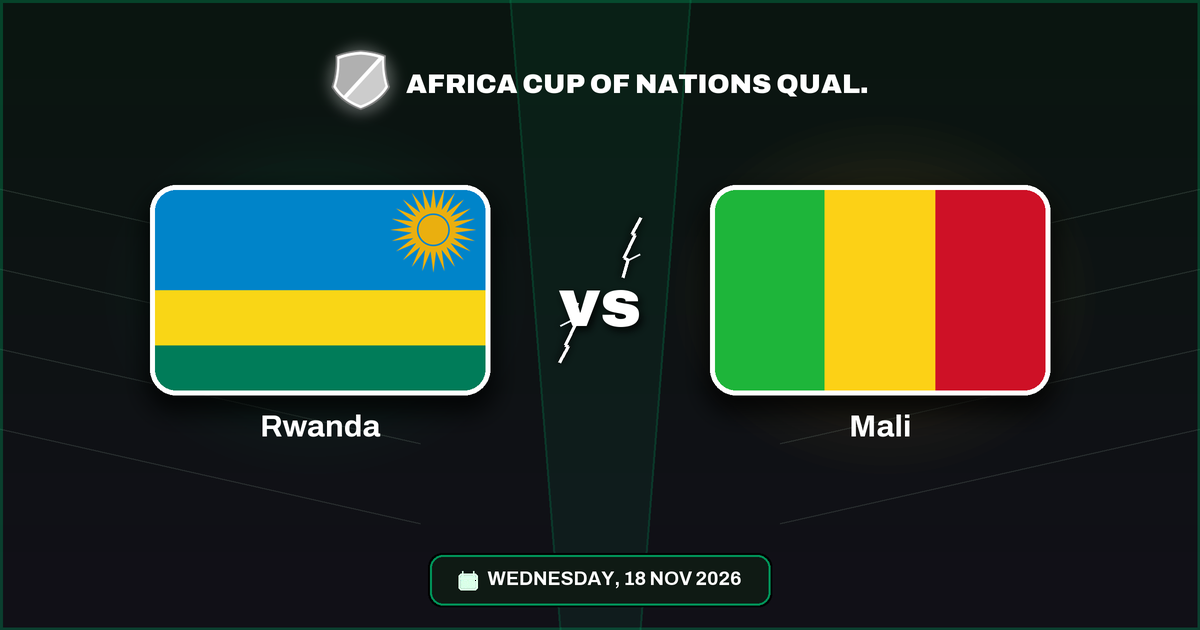 AFRICA CUP OF NATIONS QUAL.
VS
Rwanda
Mali
WEDNESDAY, 18 NOV 2026